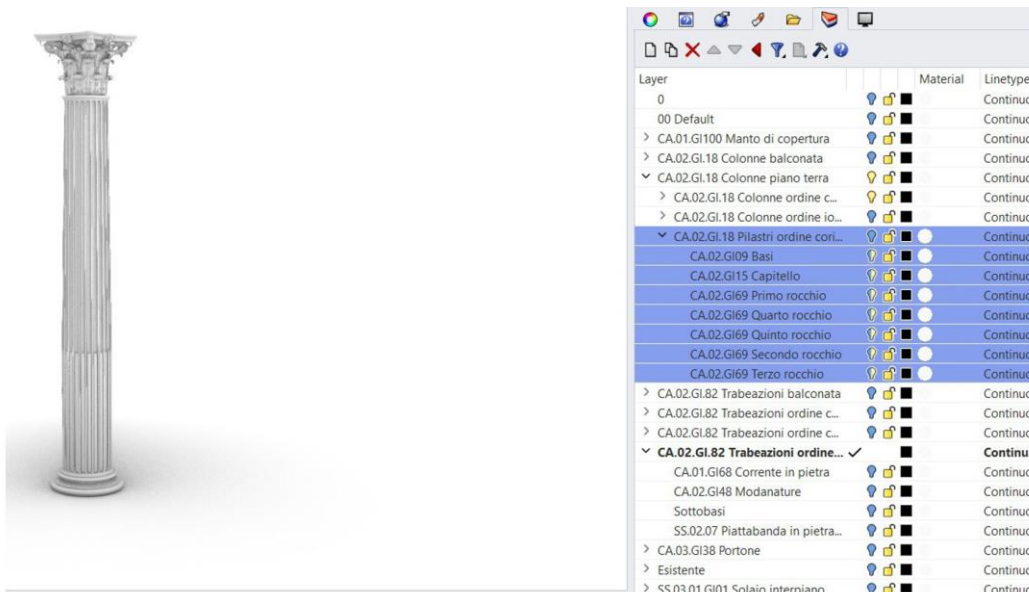 Layer Material Linetype
0 Continuo
00 Default Continuo
CA.01.GI100 Manto di copertura Continuo
CA.02.GI.18 Colonne balconata Continuo
CA.02.GI.18 Colonne piano terra Continuo
CA.02.GI.18 Colonne ordine c... Continuo
CA.02.GI.18 Colonne ordine io... Continuo
CA.02.GI.18 Pilastri ordine cori... Continuo
CA.02.GI09 Basi Continuo
CA.02.GI15 Capitello Continuo
CA.02.GI69 Primo rocchio Continuo
CA.02.GI69 Quarto rocchio Continuo
CA.02.GI69 Quinto rocchio Continuo
CA.02.GI69 Secondo rocchio Continuo
CA.02.GI69 Terzo rocchio Continuo
CA.02.GI.82 Trabeazioni balconata Continuo
CA.02.GI.82 Trabeazioni ordine c... Continuo
CA.02.GI.82 Trabeazioni ordine c... Continuo
CA.02.GI.82 Trabeazioni ordine... Continu
CA.01.GI68 Corrente in pietra Continuo
CA.02.GI48 Modanature Continuo
Sottobasi Continuo
SS.02.07 Piattabanda in pietra... Continuo
CA.03.GI38 Portone Continuo
Esistente Continuo
SS.03.01.GI01 Solaio interpiano Continuo